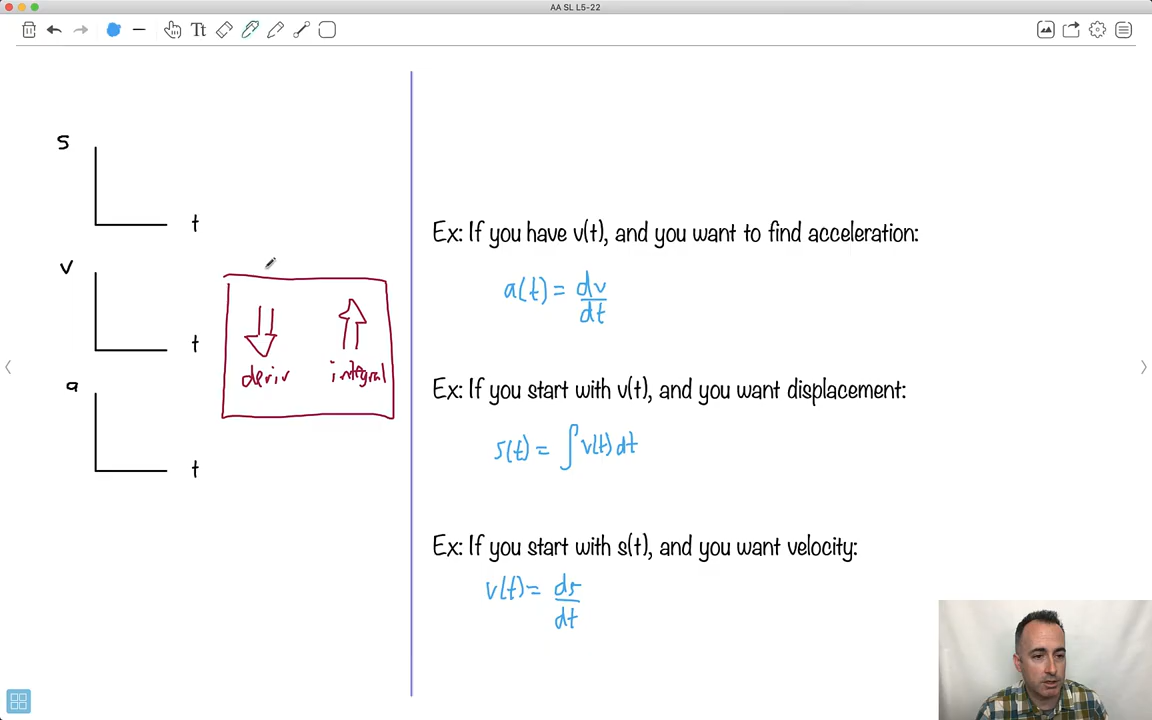 AA SL L5-22
Tt
s
t
v
t
deriv integral
a
t
Ex: If you have v(t), and you want to find acceleration:
a(t) = dv/dt
Ex: If you start with v(t), and you want displacement:
s(t) = ∫v(t)dt
Ex: If you start with s(t), and you want velocity:
v(t) = ds/dt